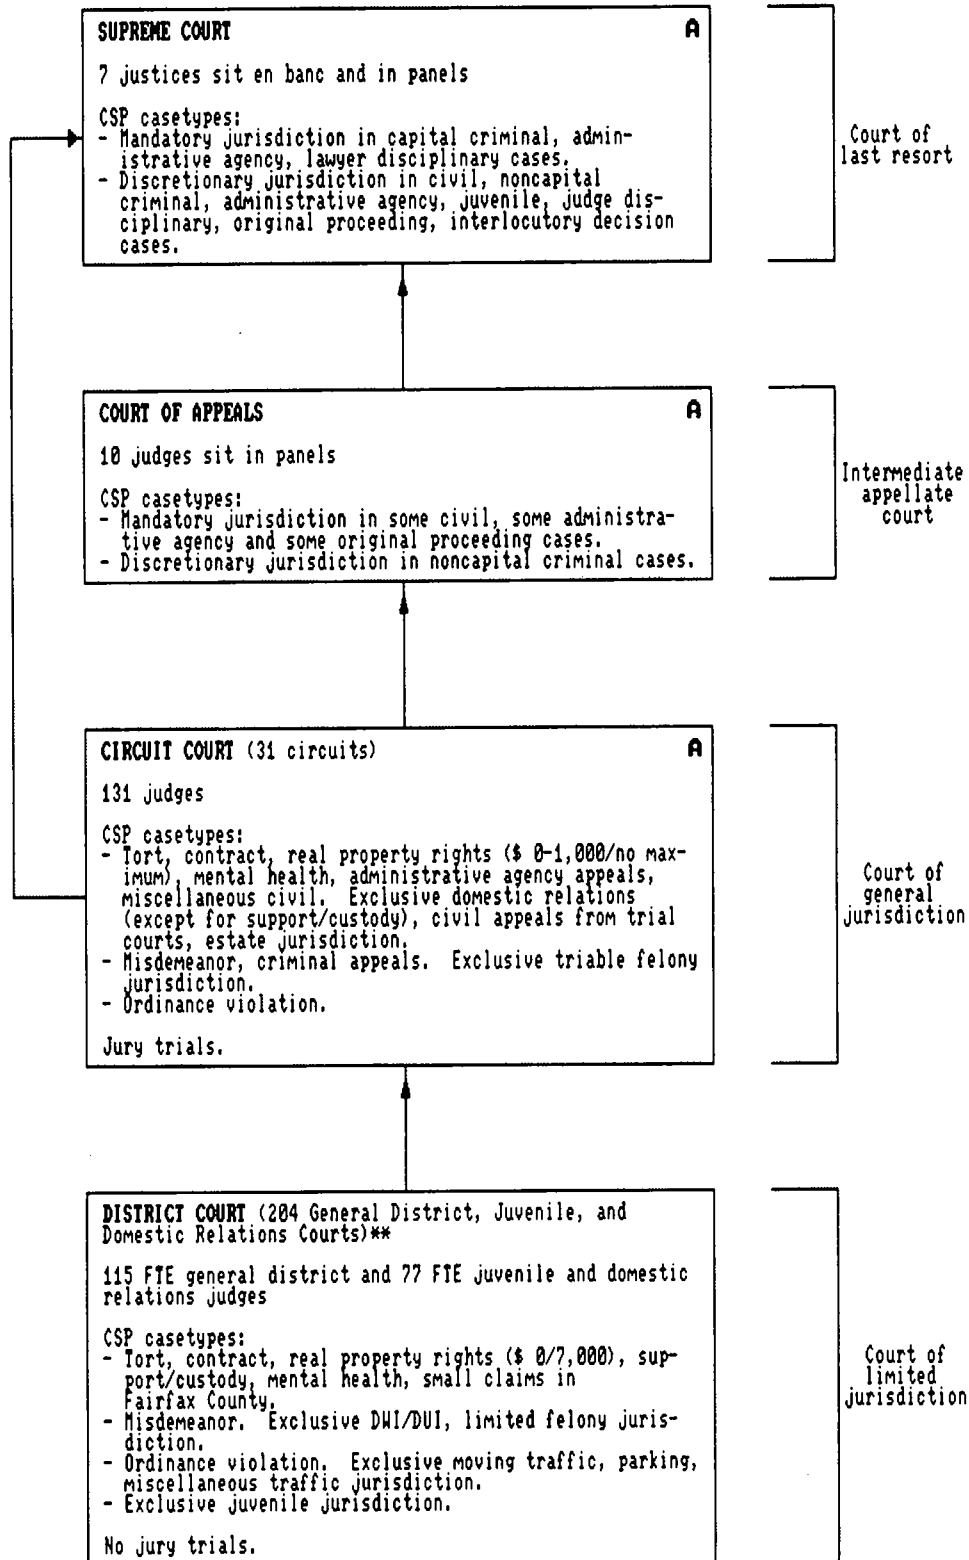 SUPREME COURT A
7 justices sit en banc and in panels
CSP casetypes:
- Mandatory jurisdiction in capital criminal, admin-
istrative agency, lawyer disciplinary cases.
- Discretionary jurisdiction in civil, noncapital
criminal, administrative agency, juvenile, judge dis-
ciplinary, original proceeding, interlocutory decision
cases.
Court of
last resort
COURT OF APPEALS A
10 judges sit in panels
CSP casetypes:
- Mandatory jurisdiction in some civil, some administra-
tive agency and some original proceeding cases.
- Discretionary jurisdiction in noncapital criminal cases.
Intermediate
appellate
court
CIRCUIT COURT (31 circuits) A
131 judges
CSP casetypes:
- Tort, contract, real property rights ($ 0-1,000/no max-
imum), mental health, administrative agency appeals,
miscellaneous civil. Exclusive domestic relations
(except for support/custody), civil appeals from trial
courts, estate jurisdiction.
- Misdemeanor, criminal appeals. Exclusive triable felony
jurisdiction.
- Ordinance violation.
Jury trials.
Court of
general
jurisdiction
DISTRICT COURT (204 General District, Juvenile, and
Domestic Relations Courts)**
115 FTE general district and 77 FTE juvenile and domestic
relations judges
CSP casetypes:
- Tort, contract, real property rights ($ 0/7,000), sup-
port/custody, mental health, small claims in
Fairfax County.
- Misdemeanor. Exclusive DWI/DUI, limited felony juris-
diction.
- Ordinance violation. Exclusive moving traffic, parking,
miscellaneous traffic jurisdiction.
- Exclusive juvenile jurisdiction.
No jury trials.
Court of
limited
jurisdiction